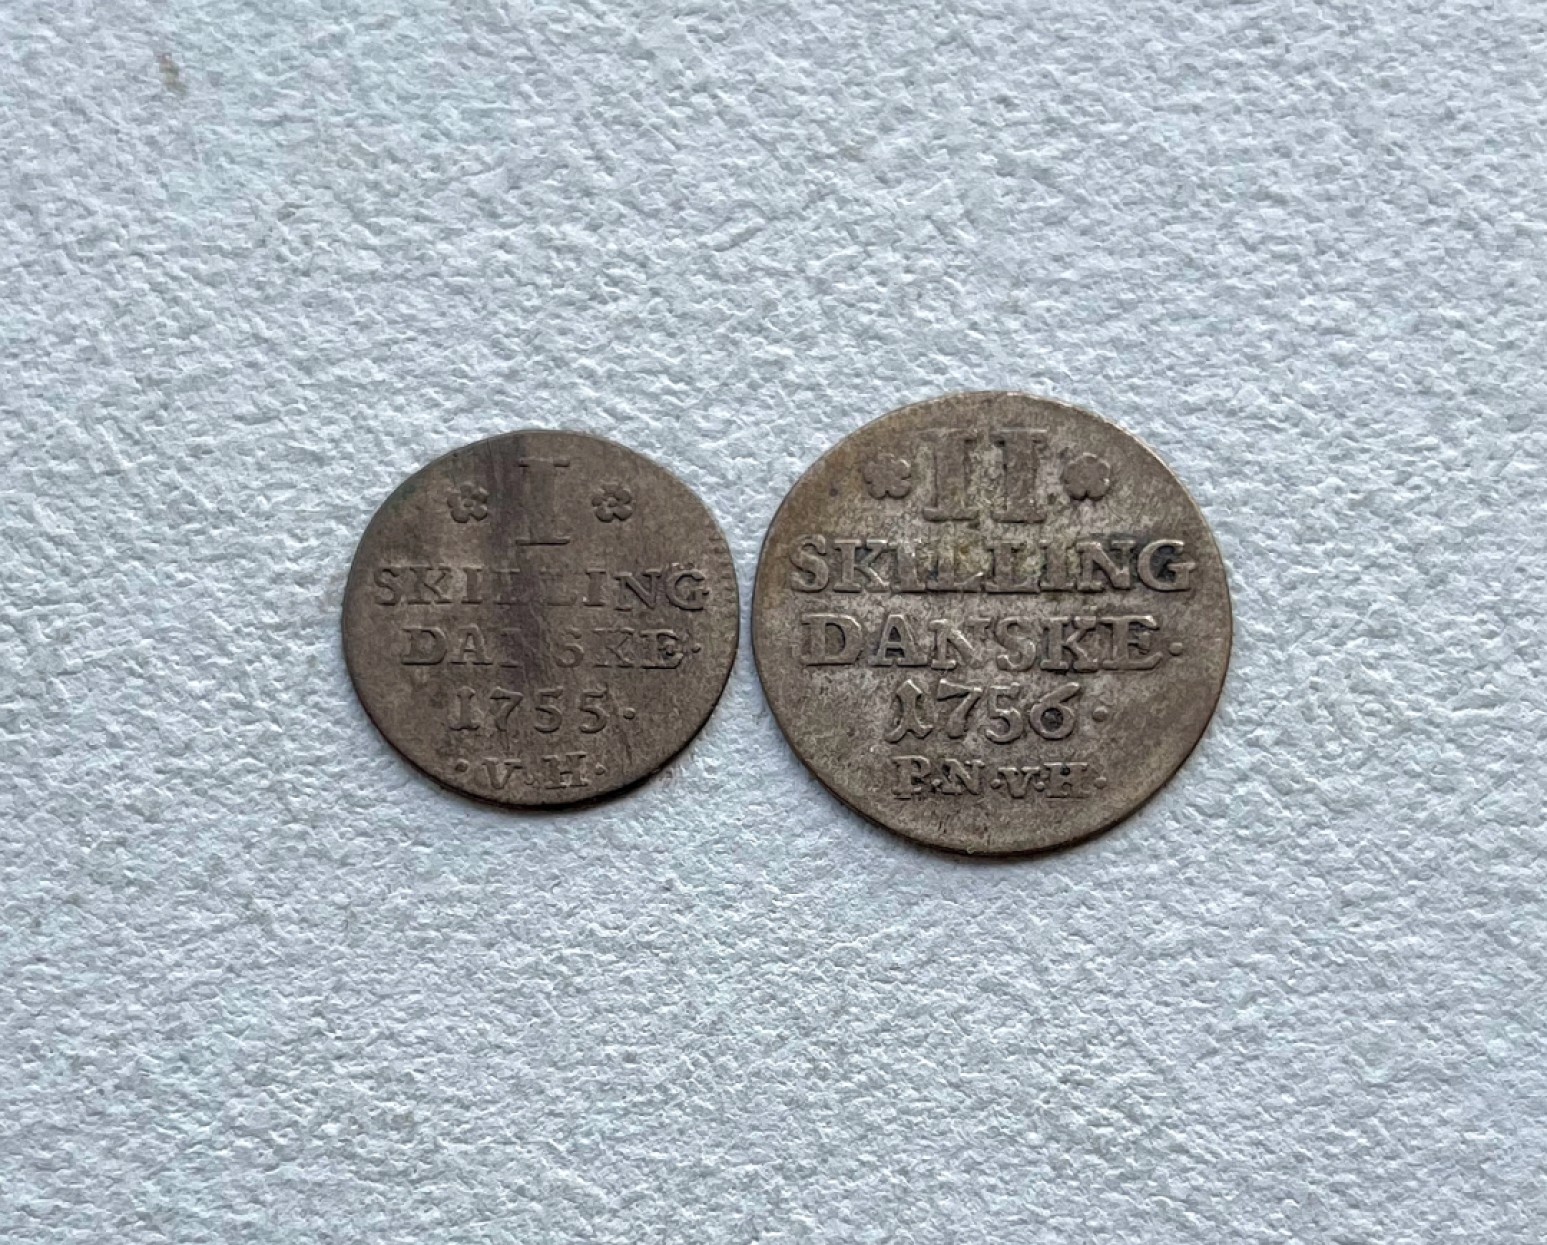 I
SKILLING
DANSKE·
1755·
·V·H·
II
SKILLING
DANSKE·
1756·
P·N·v·H·